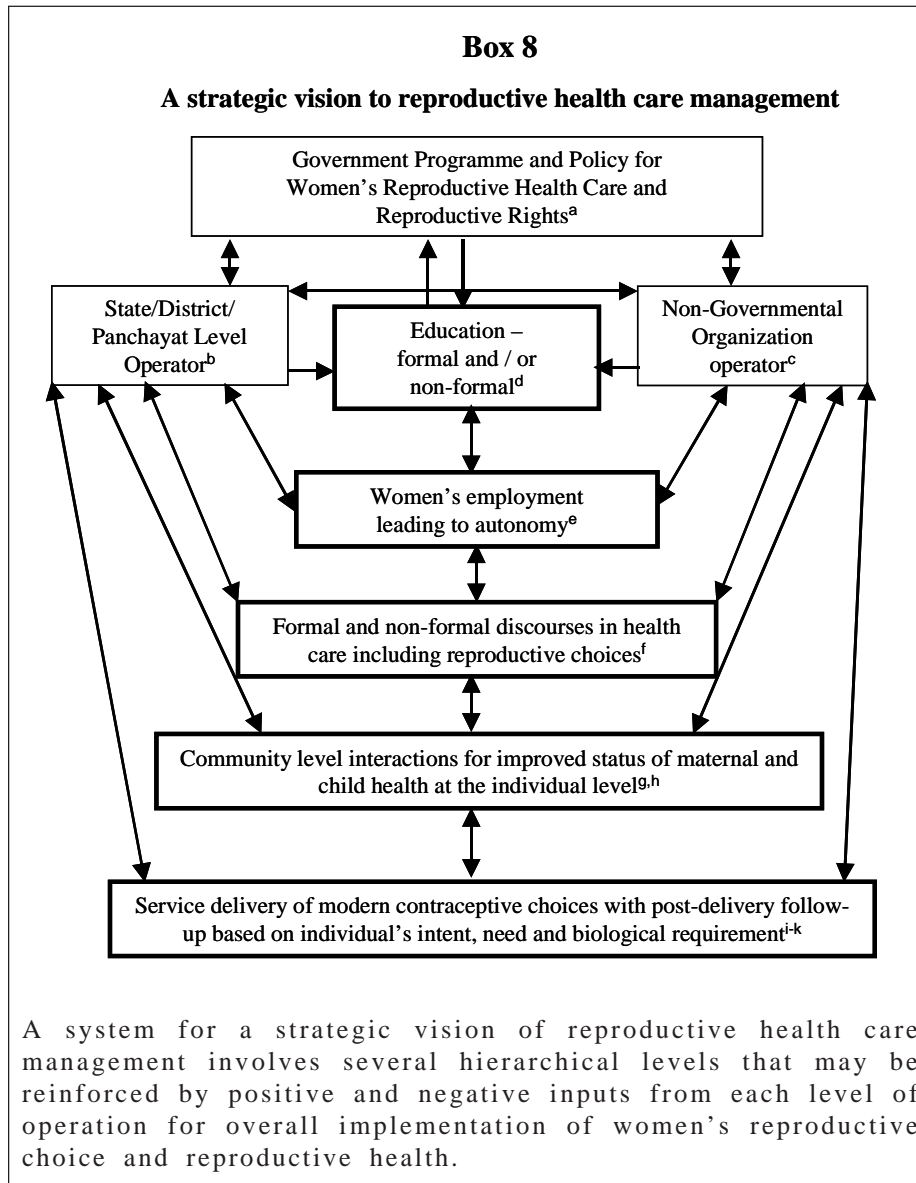 Box 8
A strategic vision to reproductive health care management
Government Programme and Policy for
Women's Reproductive Health Care and
Reproductive Rights^a
State/District/
Panchayat Level
Operator^b
Education –
formal and / or
non-formal^d
Non-Governmental
Organization
operator^c
Women's employment
leading to autonomy^e
Formal and non-formal discourses in health
care including reproductive choices^f
Community level interactions for improved status of maternal and
child health at the individual level^g,h
Service delivery of modern contraceptive choices with post-delivery follow-
up based on individual's intent, need and biological requirement^i-k
A system for a strategic vision of reproductive health care
management involves several hierarchical levels that may be
reinforced by positive and negative inputs from each level of
operation for overall implementation of women's reproductive
choice and reproductive health.